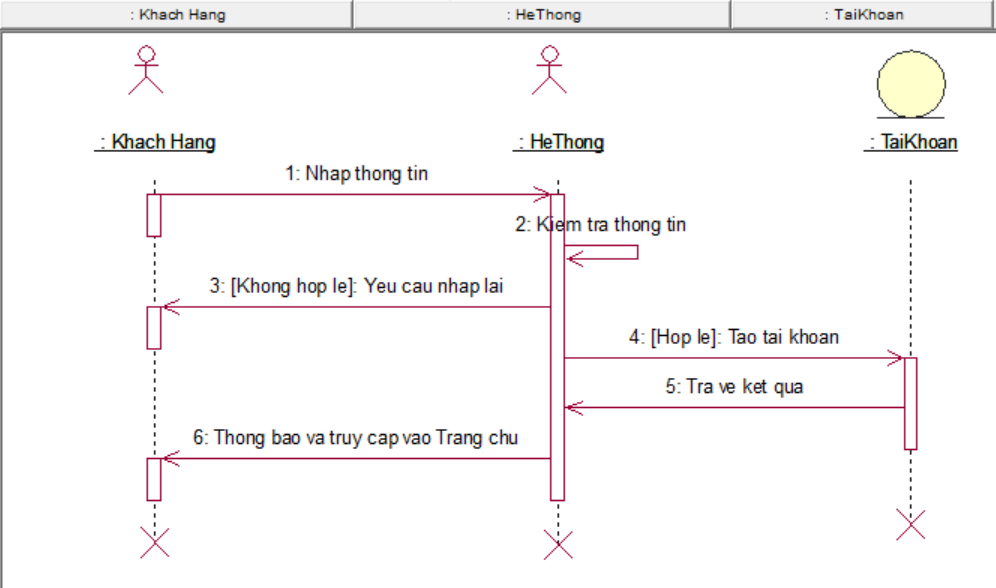 : Khach Hang
: HeThong
: TaiKhoan
: Khach Hang
: HeThong
: TaiKhoan
1: Nhap thong tin
2: Kiem tra thong tin
3: [Khong hop le]: Yeu cau nhap lai
4: [Hop le]: Tao tai khoan
5: Tra ve ket qua
6: Thong bao va truy cap vao Trang chu